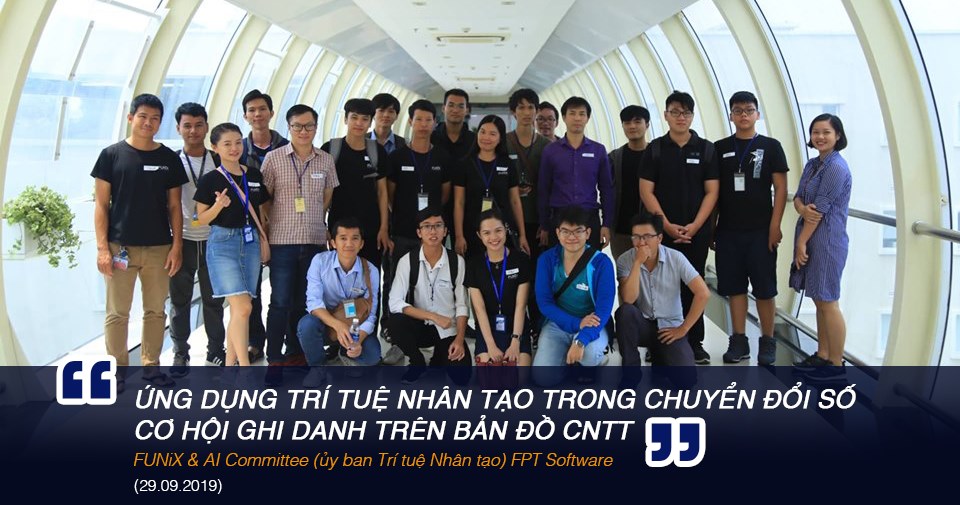 ỨNG DỤNG TRÍ TUỆ NHÂN TẠO TRONG CHUYỂN ĐỔI SỐ
CƠ HỘI GHI DANH TRÊN BẢN ĐỒ CNTT
FUNiX & AI Committee (ủy ban Trí tuệ Nhân tạo) FPT Software
(29.09.2019)